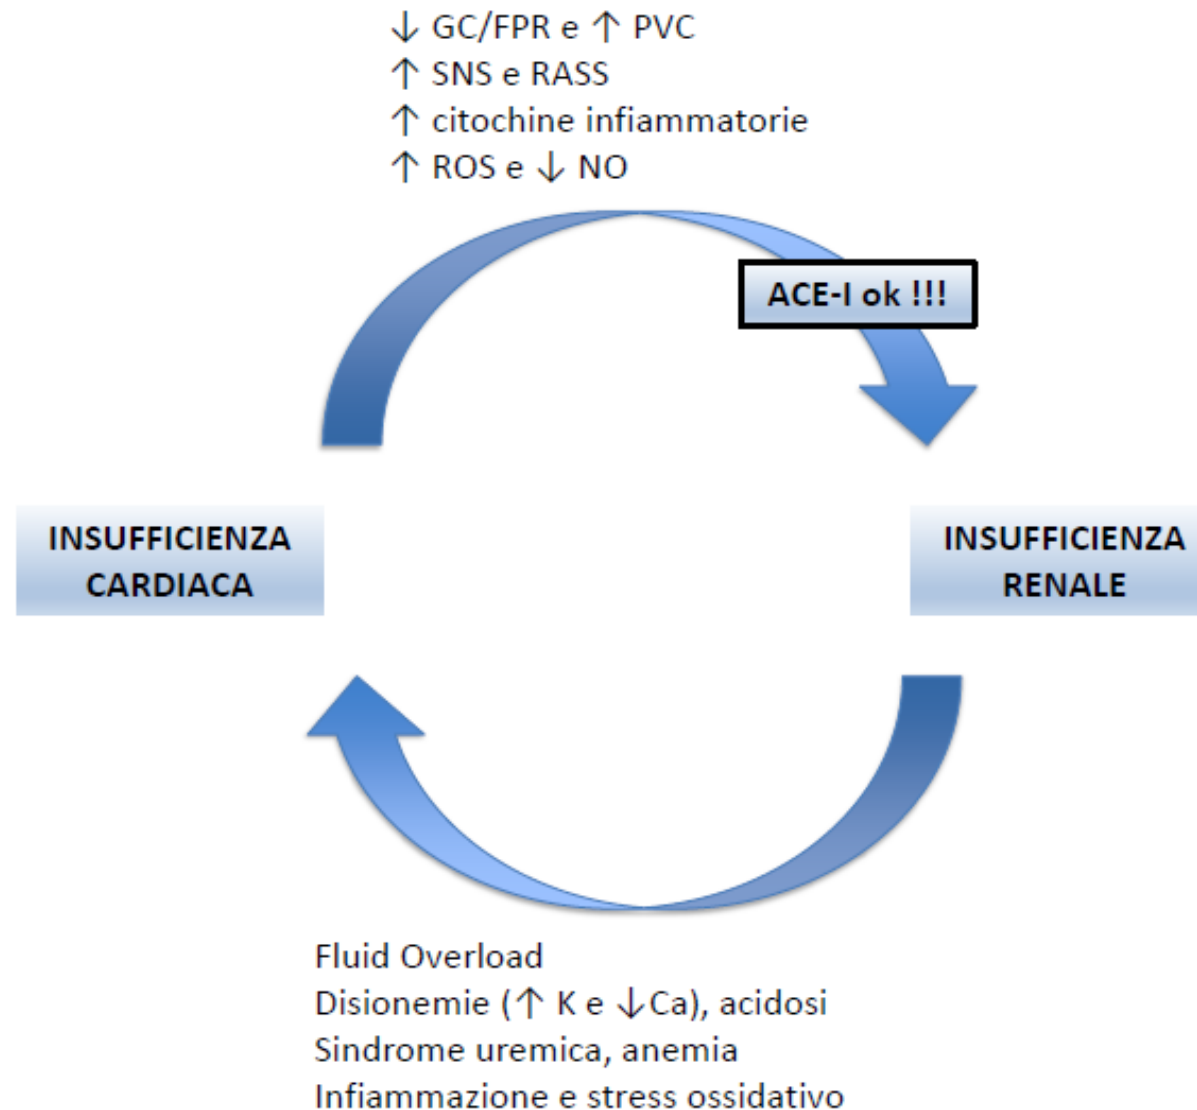 ↓ GC/FPR e ↑ PVC
↑ SNS e RASS
↑ citochine infiammatorie
↑ ROS e ↓ NO
ACE-I ok !!!
INSUFFICIENZA
CARDIACA
INSUFFICIENZA
RENALE
Fluid Overload
Disionemie (↑ K e ↓Ca), acidosi
Sindrome uremica, anemia
Infiammazione e stress ossidativo